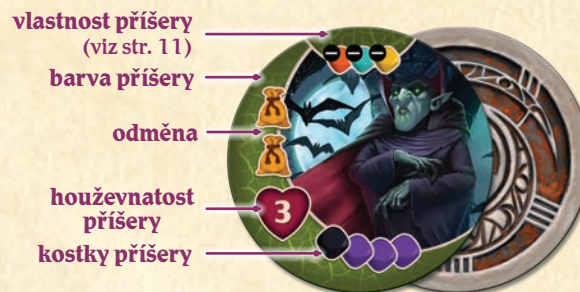 vlastnost příšery
(viz str. 11)
barva příšery
odměna
houževnatost
příšery
3
kostky příšery